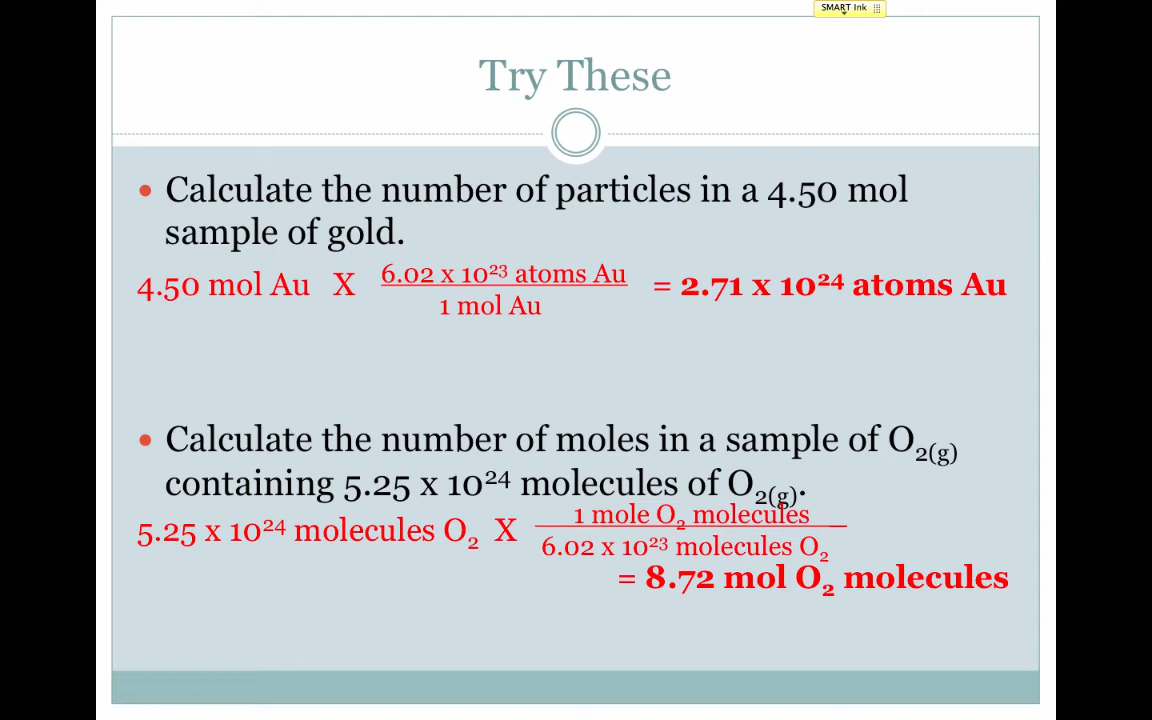 SMART Ink
Try These
• Calculate the number of particles in a 4.50 mol
sample of gold.
4.50 mol Au X 6.02 x 10²³ atoms Au = 2.71 x 10²⁴ atoms Au
1 mol Au
• Calculate the number of moles in a sample of O₂₍g₎
containing 5.25 x 10²⁴ molecules of O₂₍g₎.
1 mole O₂ molecules
5.25 x 10²⁴ molecules O₂ X
6.02 x 10²³ molecules O₂
= 8.72 mol O₂ molecules